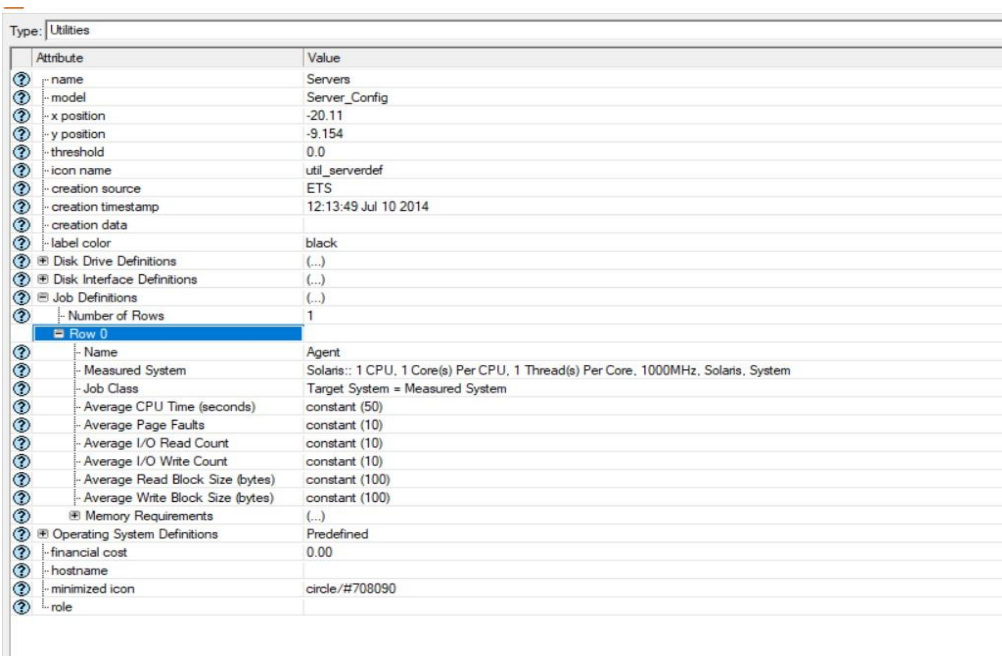 Type: Utilities
Attribute Value
name Servers
model Server_Config
x position -20.11
y position -9.154
threshold 0.0
icon name util_serverdef
creation source ETS
creation timestamp 12:13:49 Jul 10 2014
creation data
label color black
Disk Drive Definitions (...)
Disk Interface Definitions (...)
Job Definitions (...)
Number of Rows 1
Row 0
Name Agent
Measured System Solaris:: 1 CPU, 1 Core(s) Per CPU, 1 Thread(s) Per Core, 1000MHz, Solaris, System
Job Class Target System = Measured System
Average CPU Time (seconds) constant (50)
Average Page Faults constant (10)
Average I/O Read Count constant (10)
Average I/O Write Count constant (10)
Average Read Block Size (bytes) constant (100)
Average Write Block Size (bytes) constant (100)
Memory Requirements (...)
Operating System Definitions Predefined
financial cost 0.00
hostname
minimized icon circle/#708090
role